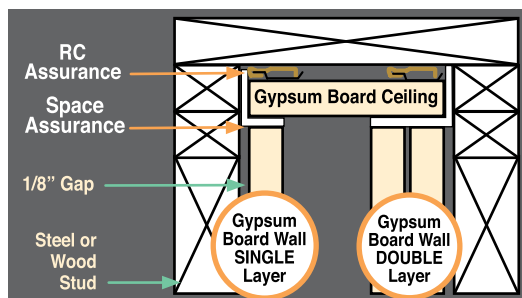 RC
Assurance
Space
Assurance
1/8” Gap
Steel or
Wood
Stud
Gypsum Board Ceiling
Gypsum
Board Wall
SINGLE
Layer
Gypsum
Board Wall
DOUBLE
Layer